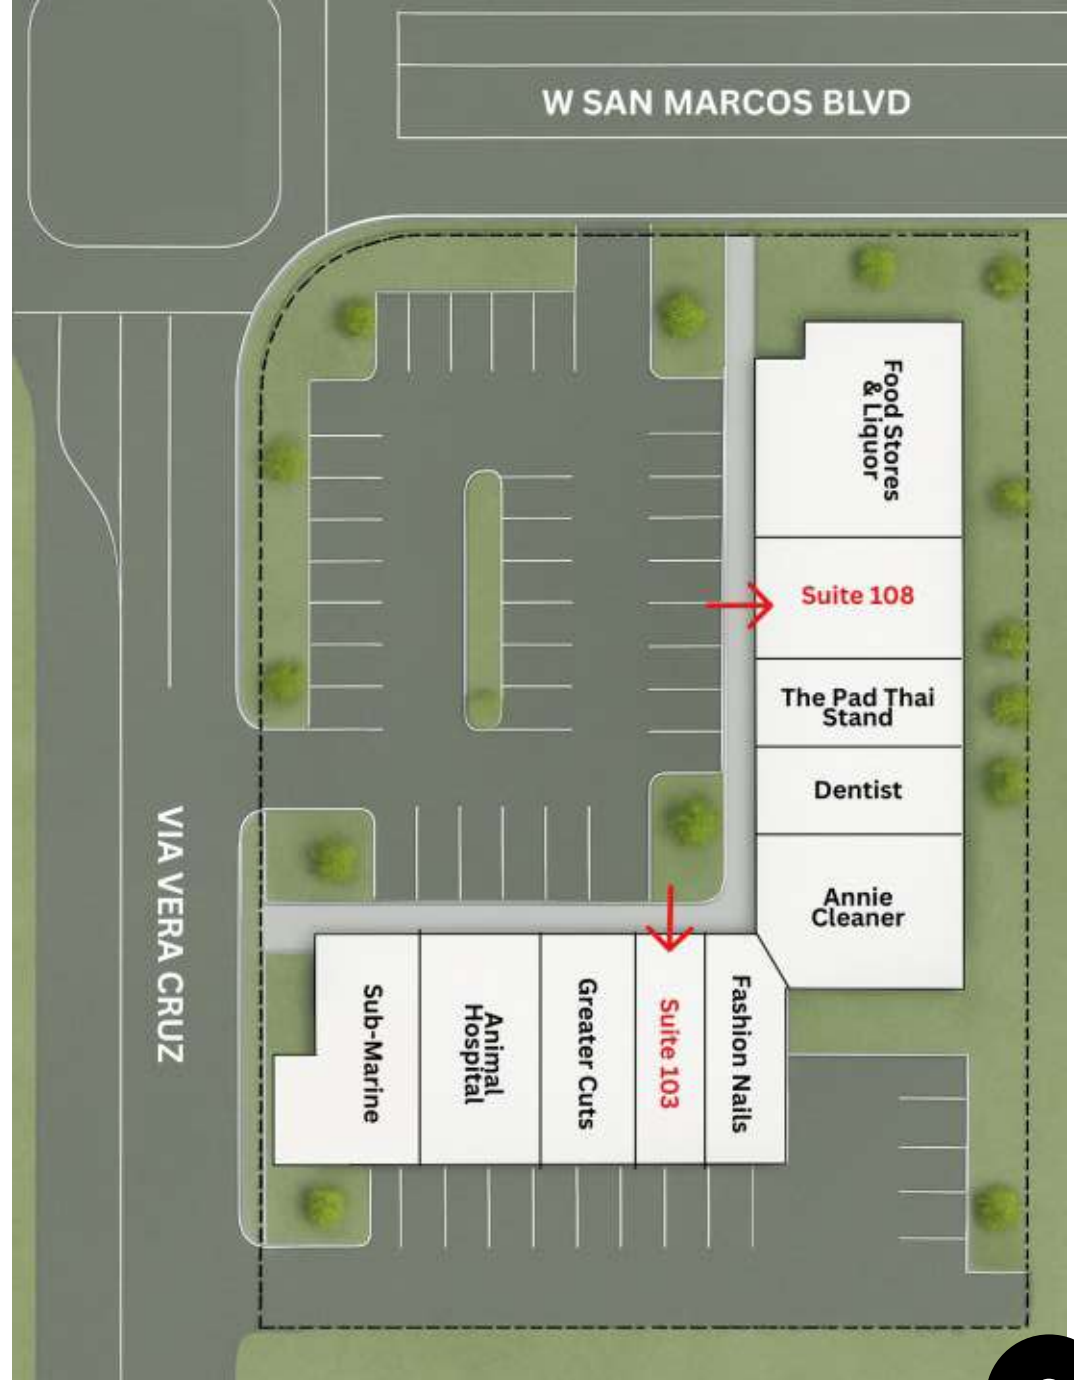 W SAN MARCOS BLVD
Food Stores
& Liquor
Suite 108
The Pad Thai
Stand
Dentist
Annie
Cleaner
VIA VERA CRUZ
Sub-Marine
Animal
Hospital
Greater Cuts
Suite 103
Fashion Nails